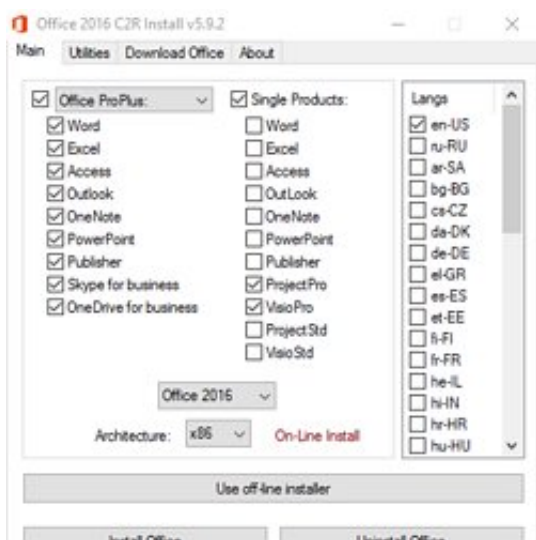 Office 2016 C2R Install v5.9.2
Main Utilities Download Office About
Office ProPlus:
Word
Excel
Access
Outlook
OneNote
PowerPoint
Publisher
Skype for business
OneDrive for business
Single Products:
Word
Excel
Access
OutLook
OneNote
PowerPoint
Publisher
ProjectPro
VisioPro
ProjectStd
VisioStd
Langs
en-US
ru-RU
ar-SA
bg-BG
cs-CZ
da-DK
de-DE
el-GR
es-ES
et-EE
fi-FI
fr-FR
he-IL
hi-IN
hr-HR
hu-HU
Office 2016
Architecture: x86 On-Line Install
Use off-line installer
Install Office Uninstall Office